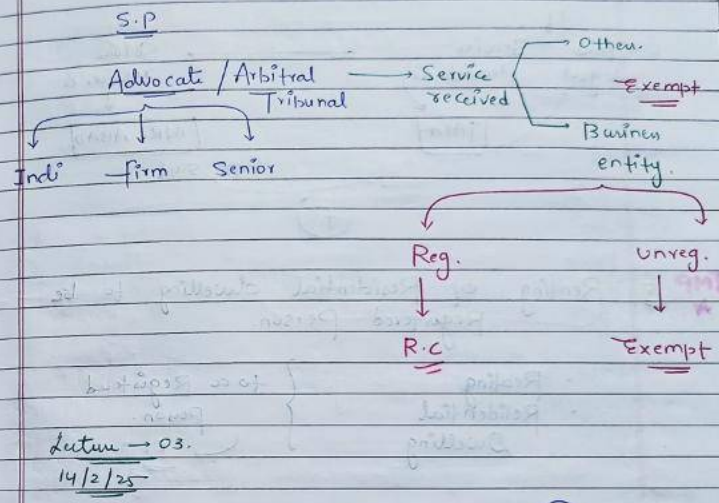 S.P
Advocate / Arbitral Tribunal → Service received
Other.
Exempt
Business entity.
Indi firm Senior
Reg. unreg.
R.C Exempt
Lecture → 03.
14/2/25